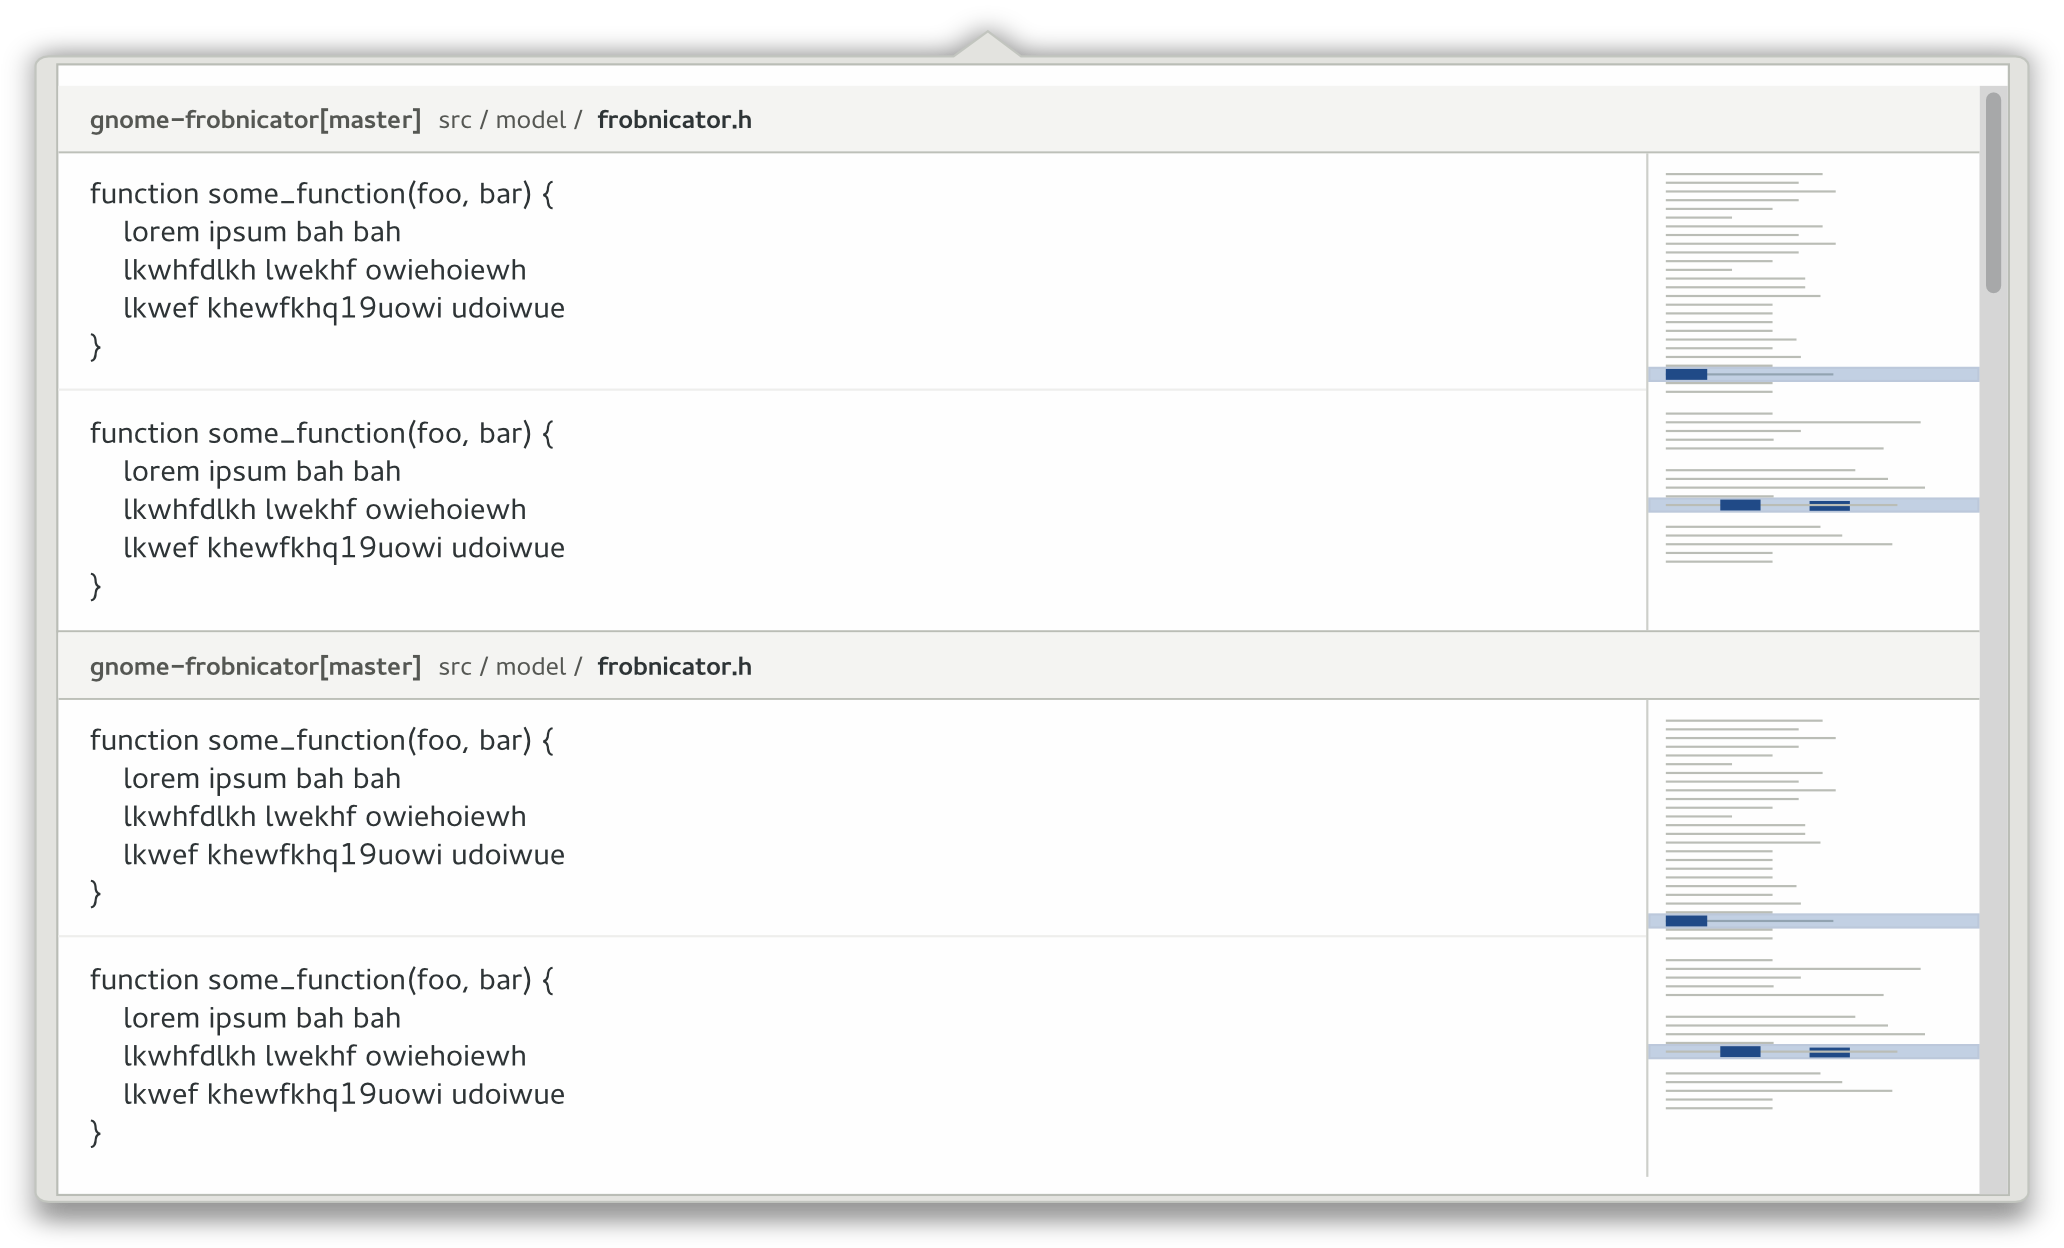 gnome-frobnicator[master] src / model / frobnicator.h
function some_function(foo, bar) {
lorem ipsum bah bah
lkwhfdlkh lwekhf owiehoiewh
lkwef khewfkhq19uowi udoiwue
}
function some_function(foo, bar) {
lorem ipsum bah bah
lkwhfdlkh lwekhf owiehoiewh
lkwef khewfkhq19uowi udoiwue
}
gnome-frobnicator[master] src / model / frobnicator.h
function some_function(foo, bar) {
lorem ipsum bah bah
lkwhfdlkh lwekhf owiehoiewh
lkwef khewfkhq19uowi udoiwue
}
function some_function(foo, bar) {
lorem ipsum bah bah
lkwhfdlkh lwekhf owiehoiewh
lkwef khewfkhq19uowi udoiwue
}